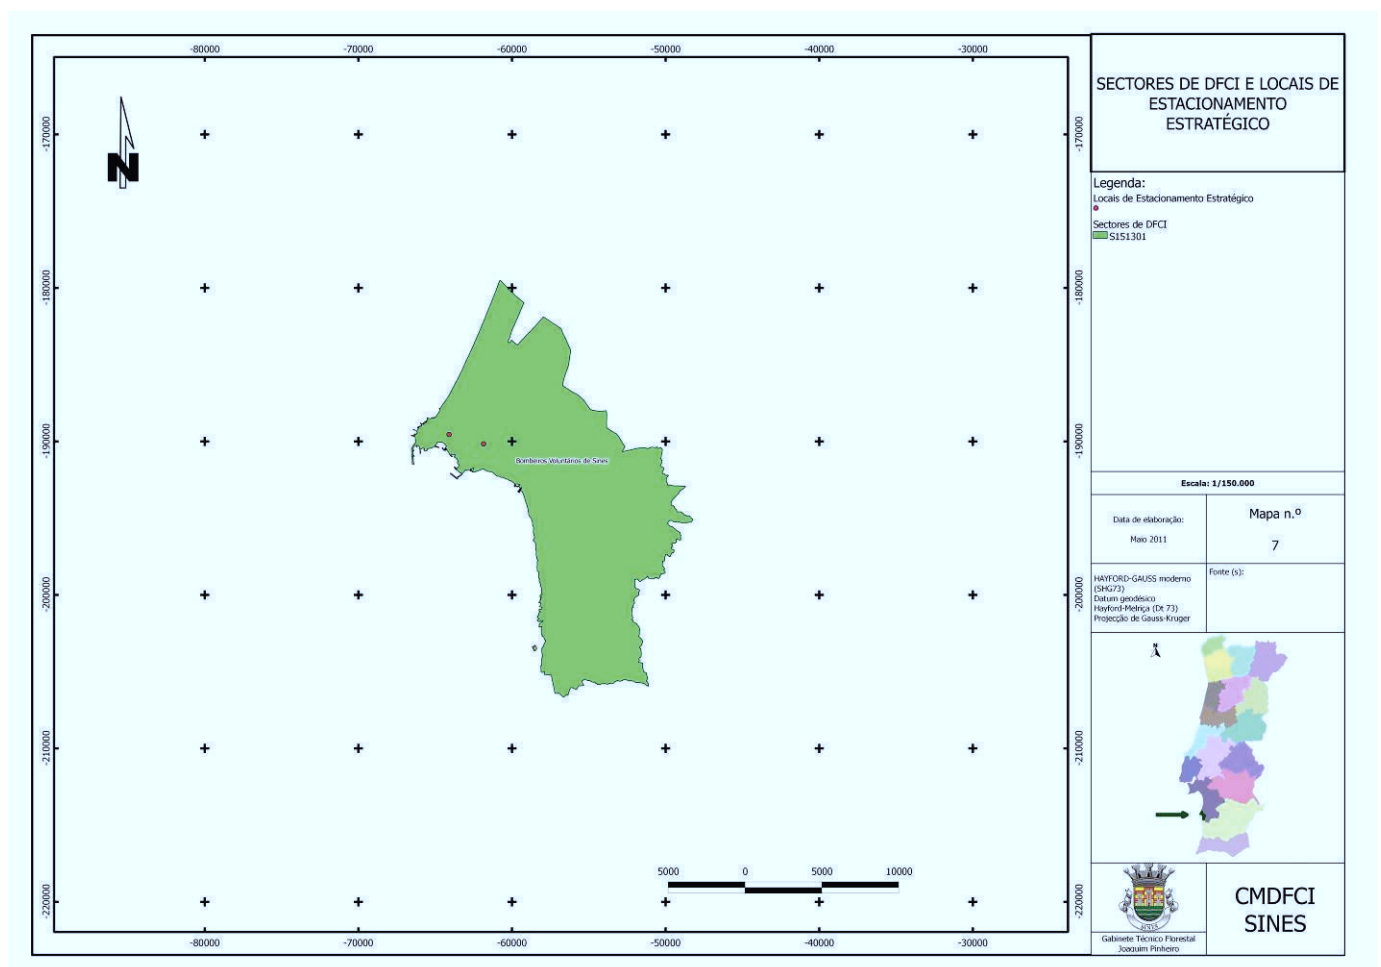 -80000 -70000 -60000 -50000 -40000 -30000
-170000 -170000
-180000 -180000
-190000 -190000
-200000 -200000
-210000 -210000
-220000 -220000
N
Bomberos Voluntários de Sines
5000 0 5000 10000
-80000 -70000 -60000 -50000 -40000 -30000
SECTORES DE DFCI E LOCAIS DE
ESTACIONAMENTO
ESTRATÉGICO
Legenda:
Locais de Estacionamento Estratégico
Sectores de DFCI
S151301
Escala: 1/150.000
Data de elaboração:
Maio 2011
Mapa n.º
7
HAYFORD-GAUSS moderno
(SHG73)
Datum geodésico
Hayford-Melriça (Dt 73)
Projecção de Gauss-Kruger
Fonte (s):
N
SINES
Gabinete Técnico Florestal
Joaquim Pinheiro
CMDFCI
SINES